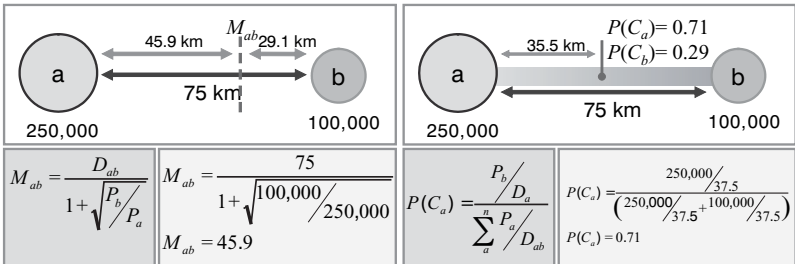 M_ab
45.9 km 29.1 km
a
b
75 km
250,000
100,000
P(C_a)= 0.71
35.5 km
P(C_b)= 0.29
a
b
75 km
250,000
100,000
M_ab = D_ab / (1+√(P_b/P_a))
M_ab = 75 / (1+√(100,000/250,000))
M_ab = 45.9
P(C_a) = (P_b/D_a) / (∑_a^n P_a/D_ab)
P(C_a) = (250,000/37.5) / (250,000/37.5 + 100,000/37.5)
P(C_a) = 0.71